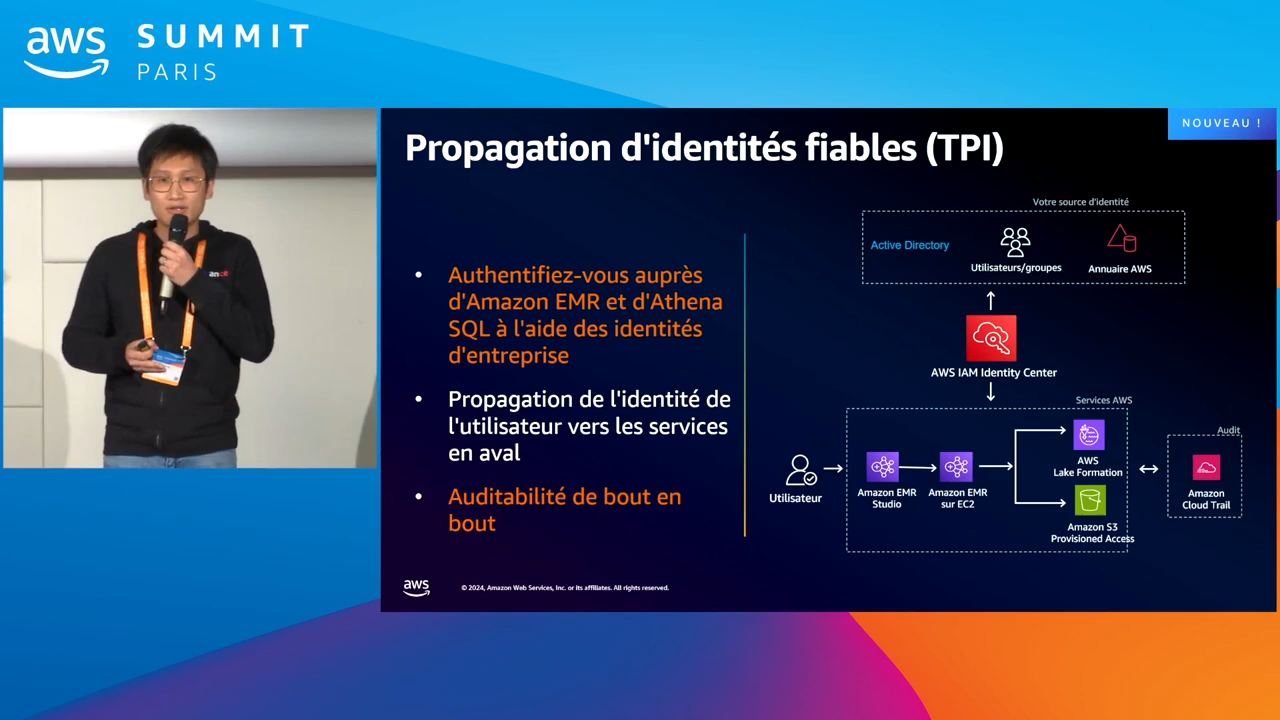 aws SUMMIT
PARIS
NOUVEAU !
Propagation d'identités fiables (TPI)
• Authentifiez-vous auprès
d'Amazon EMR et d'Athena
SQL à l'aide des identités
d'entreprise
• Propagation de l'identité de
l'utilisateur vers les services
en aval
• Auditabilité de bout en
bout
Votre source d'identité
Active Directory
Utilisateurs/groupes
Annuaire AWS
AWS IAM Identity Center
Services AWS
Utilisateur
Amazon EMR
Studio
Amazon EMR
sur EC2
AWS
Lake Formation
Amazon S3
Provisioned Access
Audit
Amazon
Cloud Trail
aws
© 2024, Amazon Web Services, Inc. or its affiliates. All rights reserved.